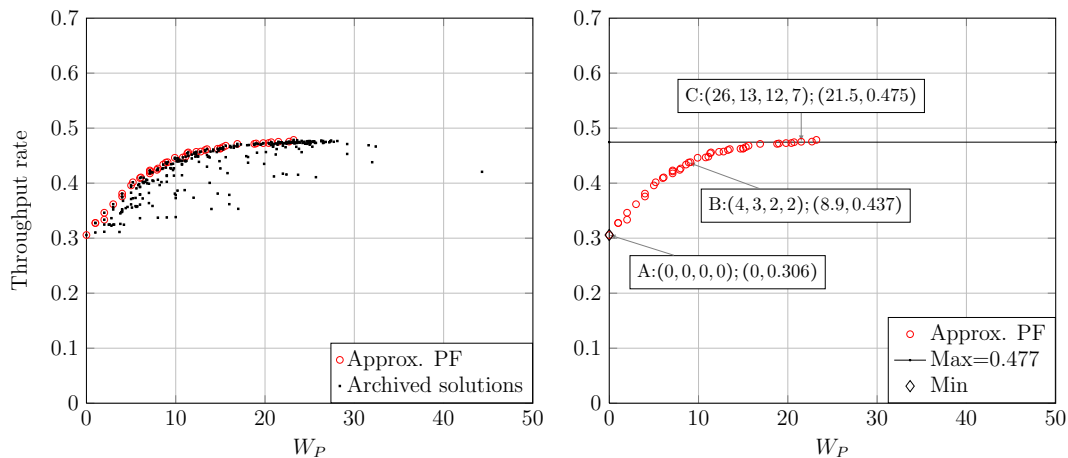 0.7
0.6
0.5
0.4
0.3
0.2
0.1
0
Throughput rate
0 10 20 30 40 50
W_P
Approx. PF
Archived solutions
0.7
0.6
0.5
0.4
0.3
0.2
0.1
0
C:(26, 13, 12, 7); (21.5, 0.475)
B:(4, 3, 2, 2); (8.9, 0.437)
A:(0, 0, 0, 0); (0, 0.306)
Approx. PF
Max=0.477
Min
0 10 20 30 40 50
W_P